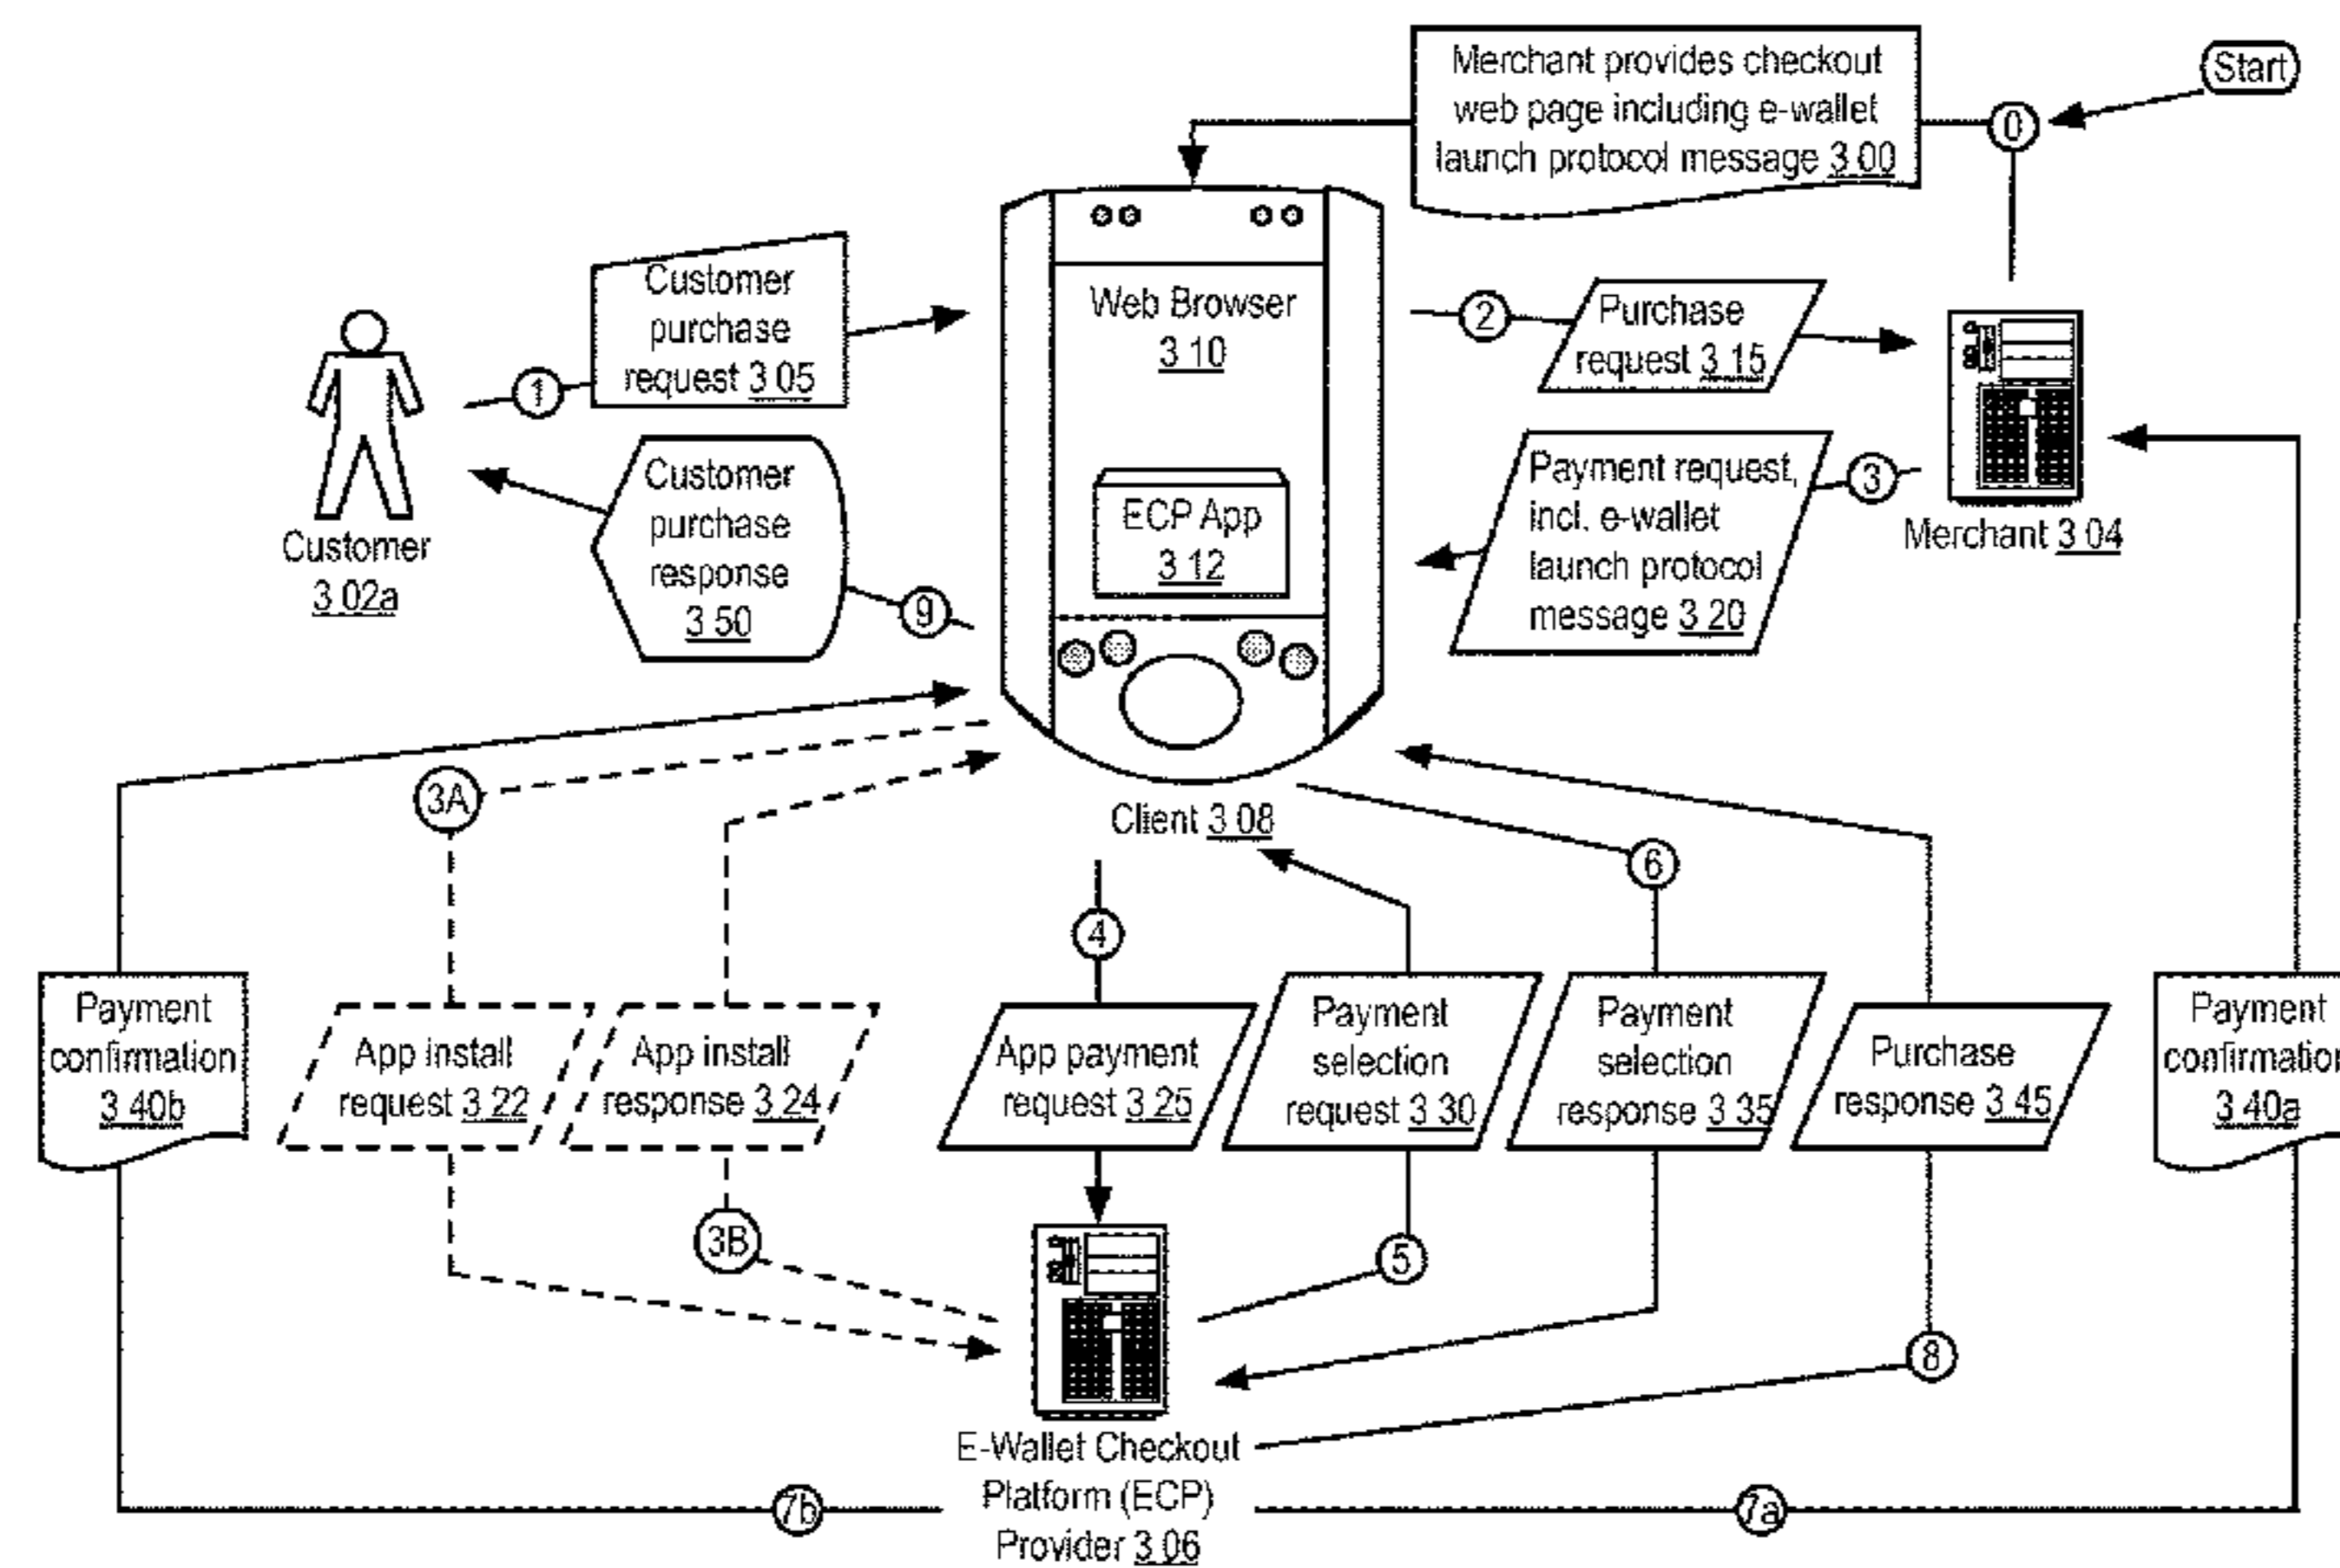 Merchant provides checkout
web page including e-wallet
launch protocol message 3 00
Start
0
Customer
purchase
request 3 05
1
Web Browser
3 10
2
Purchase
request 3 15
Customer
purchase
response
3 50
9
ECP App
3 12
Payment request,
incl. e-wallet
launch protocol
message 3 20
3
Merchant 3 04
Customer
3 02a
3A
Client 3 08
6
4
Payment
confirmation
3 40b
App install
request 3 22
App install
response 3 24
App payment
request 3 25
Payment
selection
request 3 30
Payment
selection
response 3 35
Purchase
response 3 45
Payment
confirmation
3 40a
3B
5
8
E-Wallet Checkout
Platform (ECP)
Provider 3 06
7b
7a